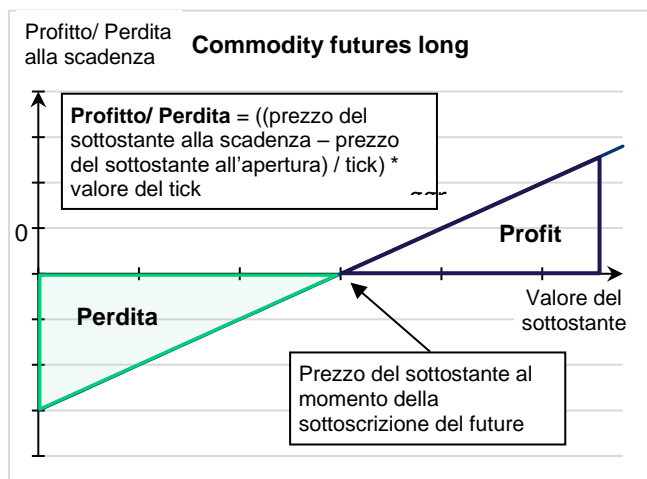 Profitto/ Perdita
alla scadenza
Commodity futures long
Profitto/ Perdita = ((prezzo del
sottostante alla scadenza – prezzo
del sottostante all'apertura) / tick) *
valore del tick
0
Profit
Perdita
Valore del
sottostante
Prezzo del sottostante al
momento della
sottoscrizione del future